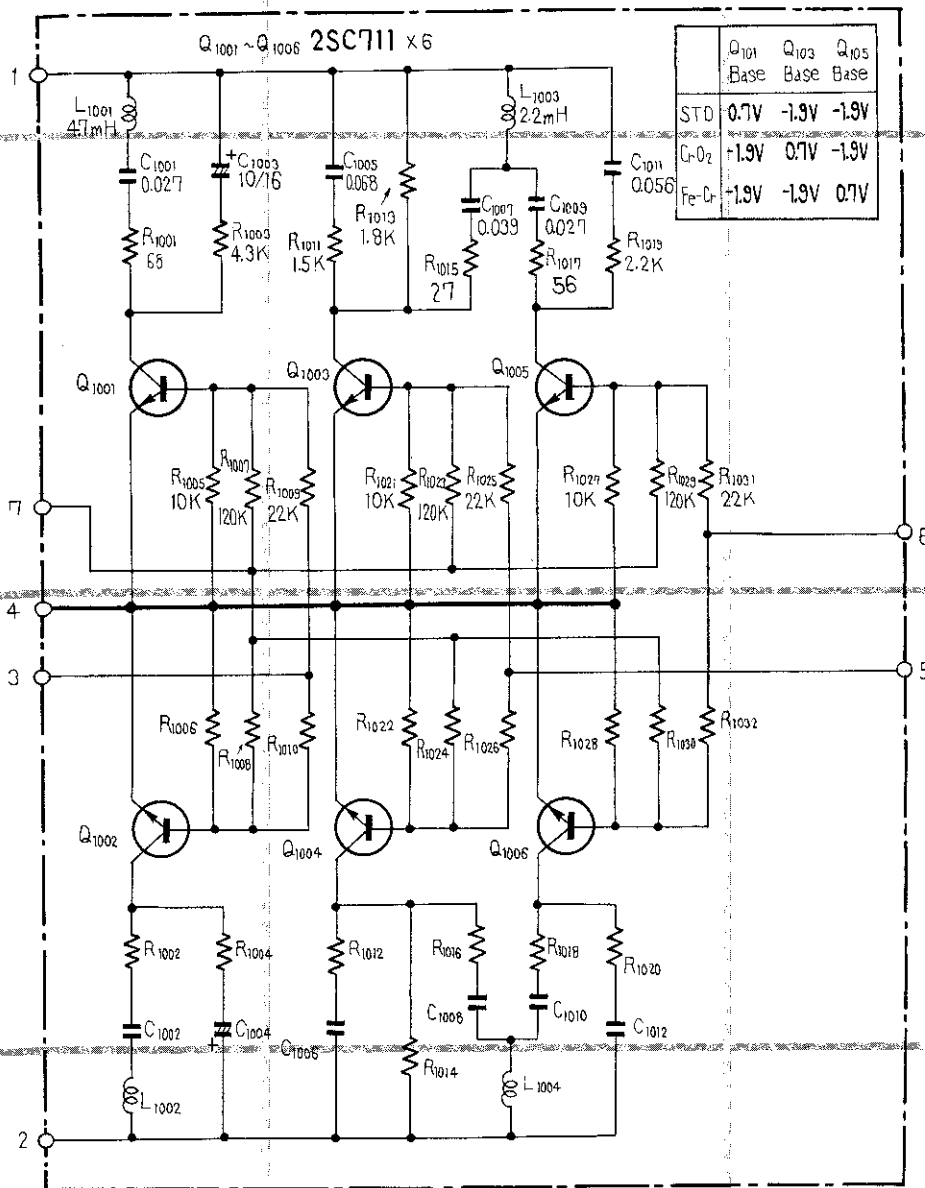 Q1001 ~ Q1006 2SC711 ×6
Q101 Q103 Q105
Base Base Base
STD 0.7V -1.9V -1.9V
CrO2 -1.9V 0.7V -1.9V
Fe-Cr -1.9V -1.9V 0.7V
1
L1001
47mH
L1003
2.2mH
C1001
0.027
+
C1003
10/16
C1005
0.068
R1013
1.8K
C1007
0.039
C1009
0.027
C1011
0.056
R1001
68
R1003
4.3K
R1011
1.5K
R1015
27
R1017
56
R1019
2.2K
Q1001
Q1003
Q1005
R1005
10K
R1007
120K
R1009
22K
R1021
10K
R1023
120K
R1025
22K
R1027
10K
R1029
120K
R1031
22K
7
6
4
3
5
R1006
R1008
R1010
R1022
R1024
R1026
R1028
R1030
R1032
Q1002
Q1004
Q1006
R1002
R1004
R1012
R1016
R1018
R1020
C1002
+
C1004
C1006
C1008
C1010
C1012
R1014
L1002
L1004
2